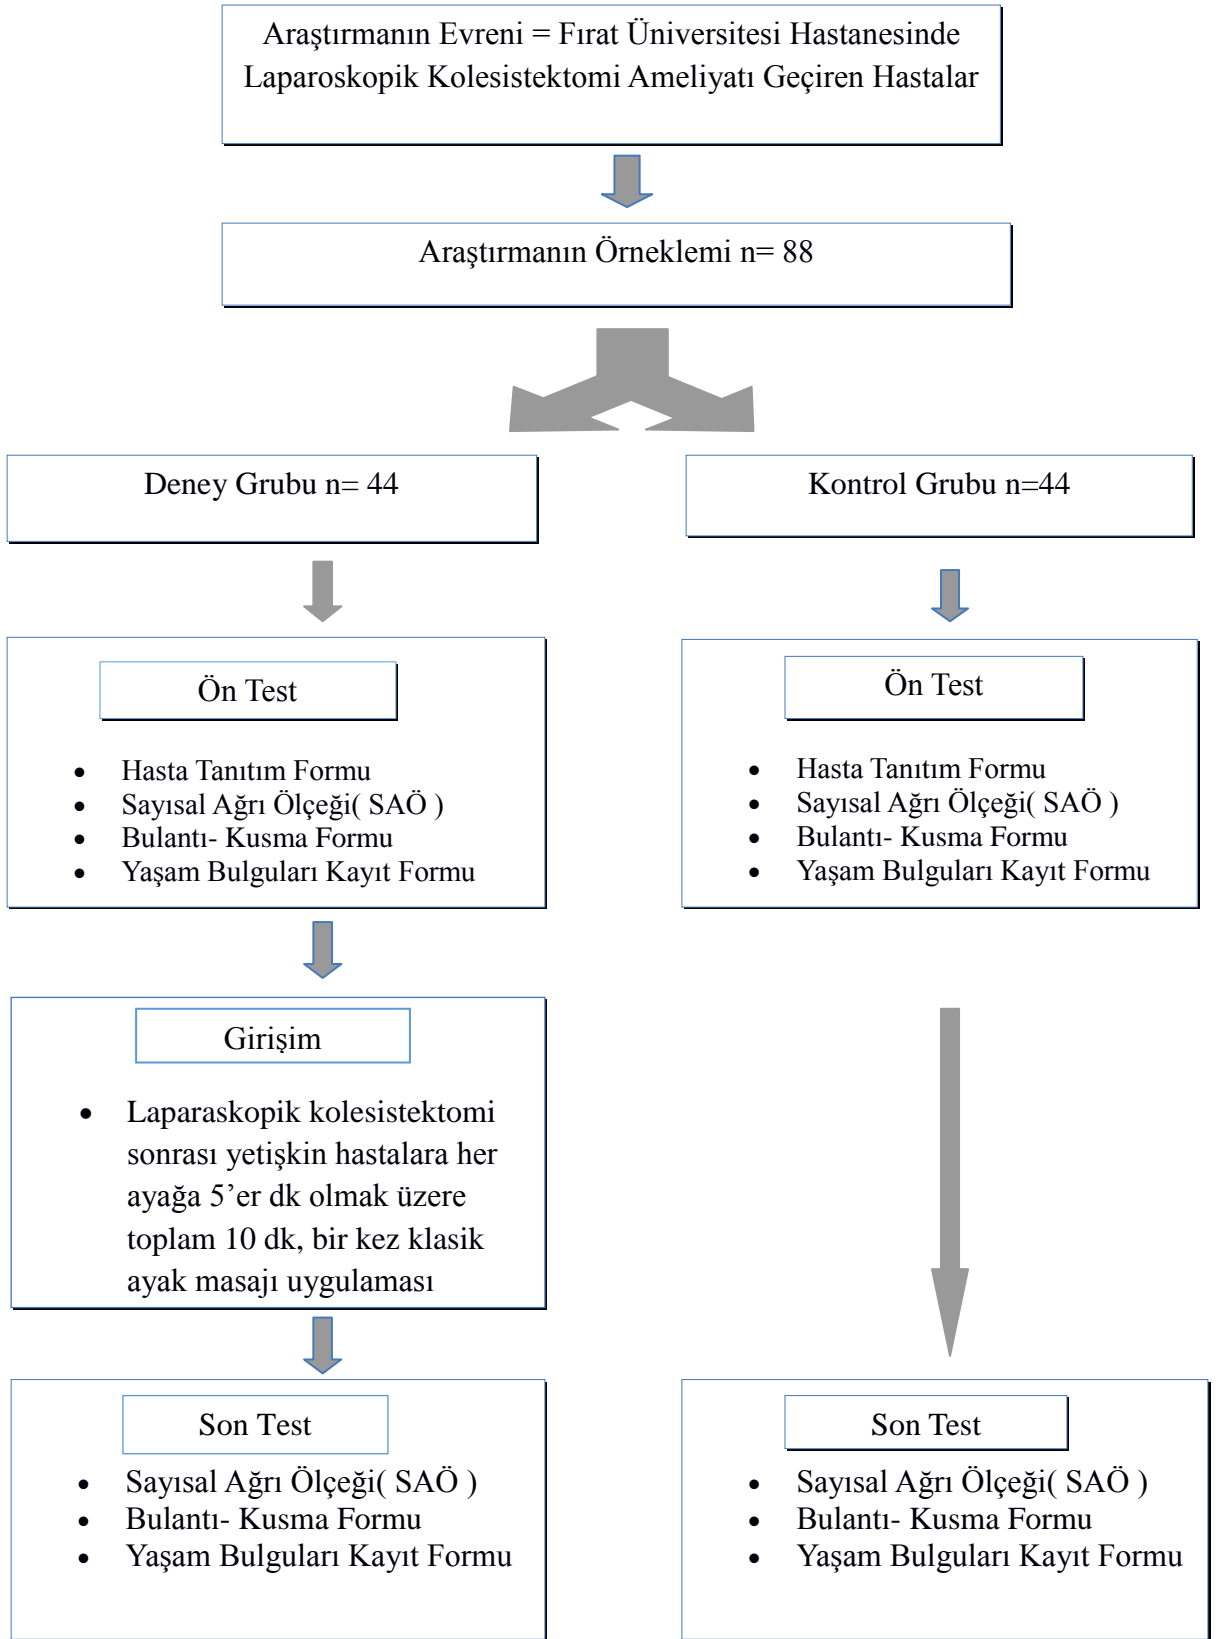 Araştırmanın Evreni = Fırat Üniversitesi Hastanesinde
Laparoskopik Kolesistektomi Ameliyatı Geçiren Hastalar
Araştırmanın Örneklemi n= 88
Deney Grubu n= 44
Kontrol Grubu n=44
Ön Test
• Hasta Tanıtım Formu
• Sayısal Ağrı Ölçeği( SAÖ )
• Bulantı- Kusma Formu
• Yaşam Bulguları Kayıt Formu
Ön Test
• Hasta Tanıtım Formu
• Sayısal Ağrı Ölçeği( SAÖ )
• Bulantı- Kusma Formu
• Yaşam Bulguları Kayıt Formu
Girişim
• Laparaskopik kolesistektomi
sonrası yetişkin hastalara her
ayağa 5’er dk olmak üzere
toplam 10 dk, bir kez klasik
ayak masajı uygulaması
Son Test
• Sayısal Ağrı Ölçeği( SAÖ )
• Bulantı- Kusma Formu
• Yaşam Bulguları Kayıt Formu
Son Test
• Sayısal Ağrı Ölçeği( SAÖ )
• Bulantı- Kusma Formu
• Yaşam Bulguları Kayıt Formu